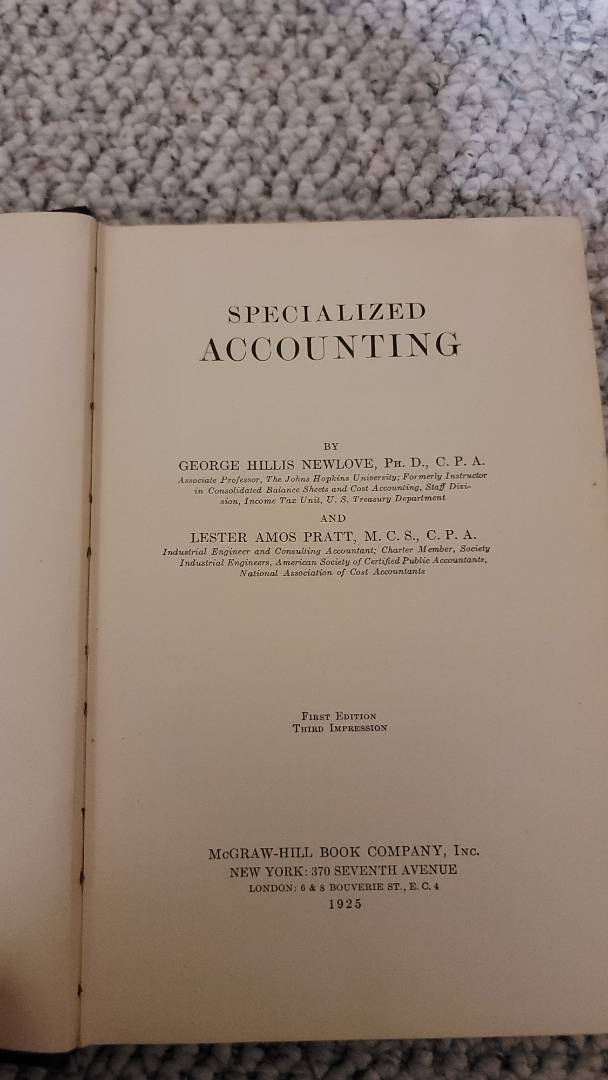 SPECIALIZED
ACCOUNTING
BY
GEORGE HILLIS NEWLOVE, Ph. D., C. P. A.
Associate Professor, The Johns Hopkins University; Formerly Instructor
in Consolidated Balance Sheets and Cost Accounting, Staff Divi-
sion, Income Tax Unit, U. S. Treasury Department
AND
LESTER AMOS PRATT, M. C. S., C. P. A.
Industrial Engineer and Consulting Accountant; Charter Member, Society
Industrial Engineers, American Society of Certified Public Accountants,
National Association of Cost Accountants
First Edition
Third Impression
McGRAW-HILL BOOK COMPANY, Inc.
NEW YORK: 370 SEVENTH AVENUE
LONDON: 6 & 8 BOUVERIE ST., E. C. 4
1925